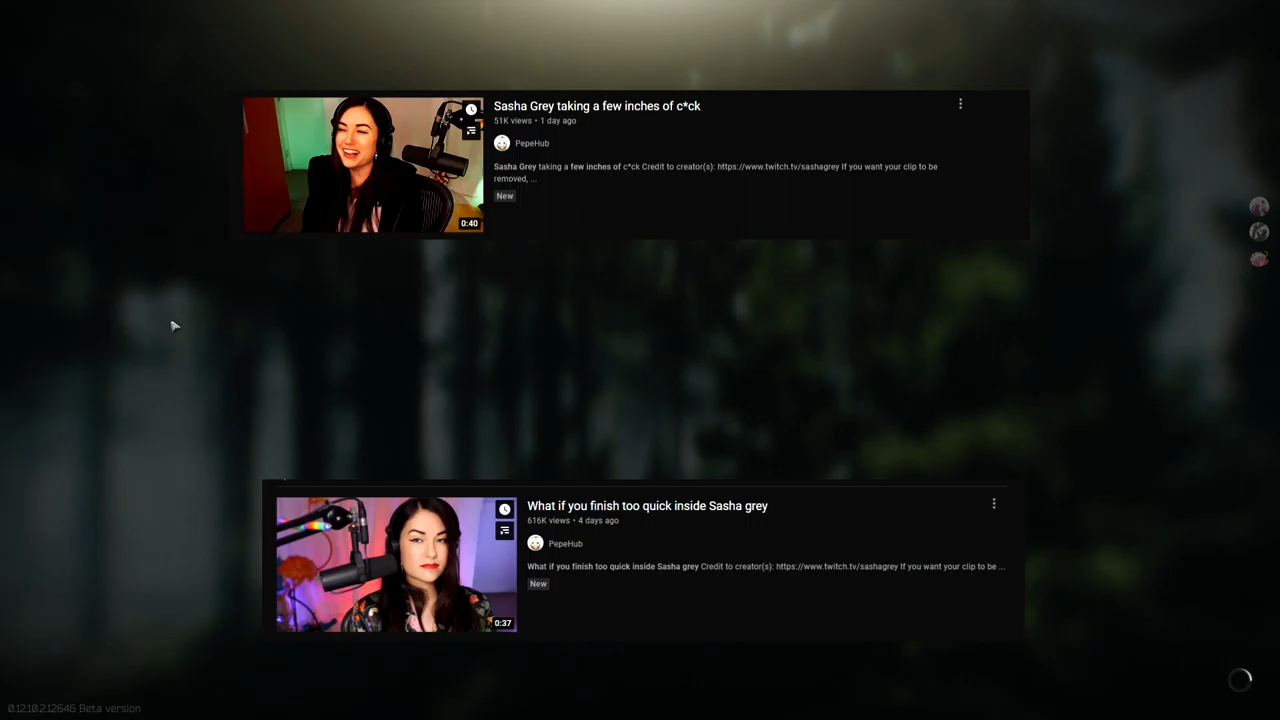 Sasha Grey taking a few inches of c*ck
51K views • 1 day ago
PepeHub
Sasha Grey taking a few inches of c*ck Credit to creator(s): https://www.twitch.tv/sashagrey If you want your clip to be
removed, ...
New
0:40
What if you finish too quick inside Sasha grey
616K views • 4 days ago
PepeHub
What if you finish too quick inside Sasha grey Credit to creator(s): https://www.twitch.tv/sashagrey If you want your clip to be ...
New
0:37
0.12.10.2.12646 Beta version